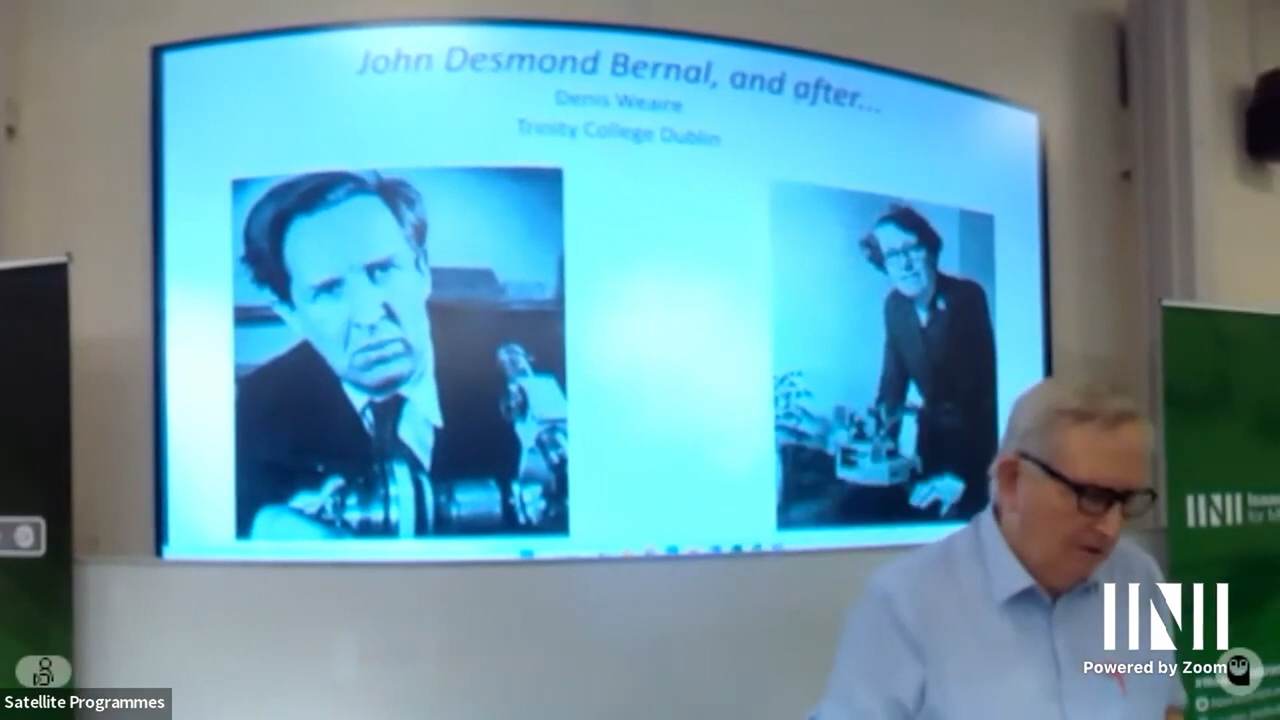 John Desmond Bernal, and after...
Denis Weaire
Trinity College Dublin
Powered by Zoom
Satellite Programmes